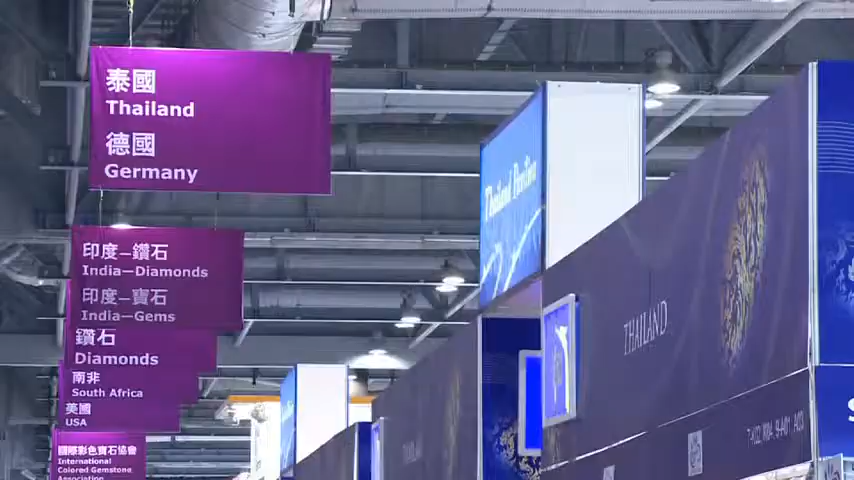 泰國
Thailand
德國
Germany
印度–鑽石
India—Diamonds
印度–寶石
India—Gems
鑽石
Diamonds
南非
South Africa
美國
USA
國際彩色寶石協會
International
Colored Gemstone
Association
Thailand Pavilion
THAILAND